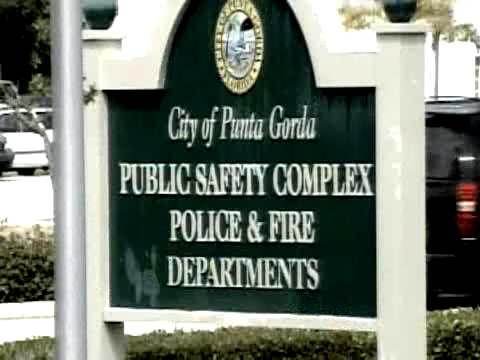 City of Punta Gorda
PUBLIC SAFETY COMPLEX
POLICE & FIRE
DEPARTMENTS